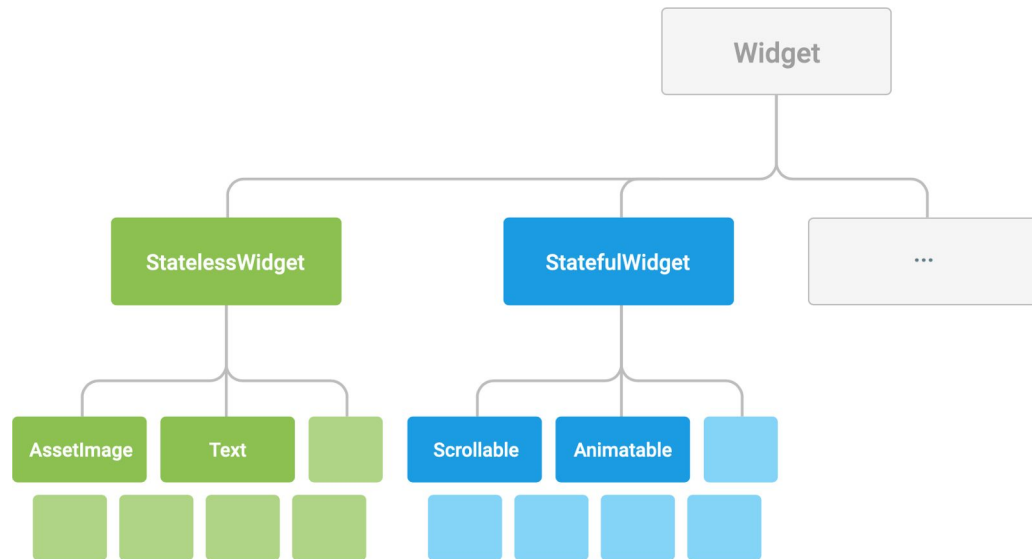 Widget
StatelessWidget
StatefulWidget
...
AssetImage
Text
Scrollable
Animatable